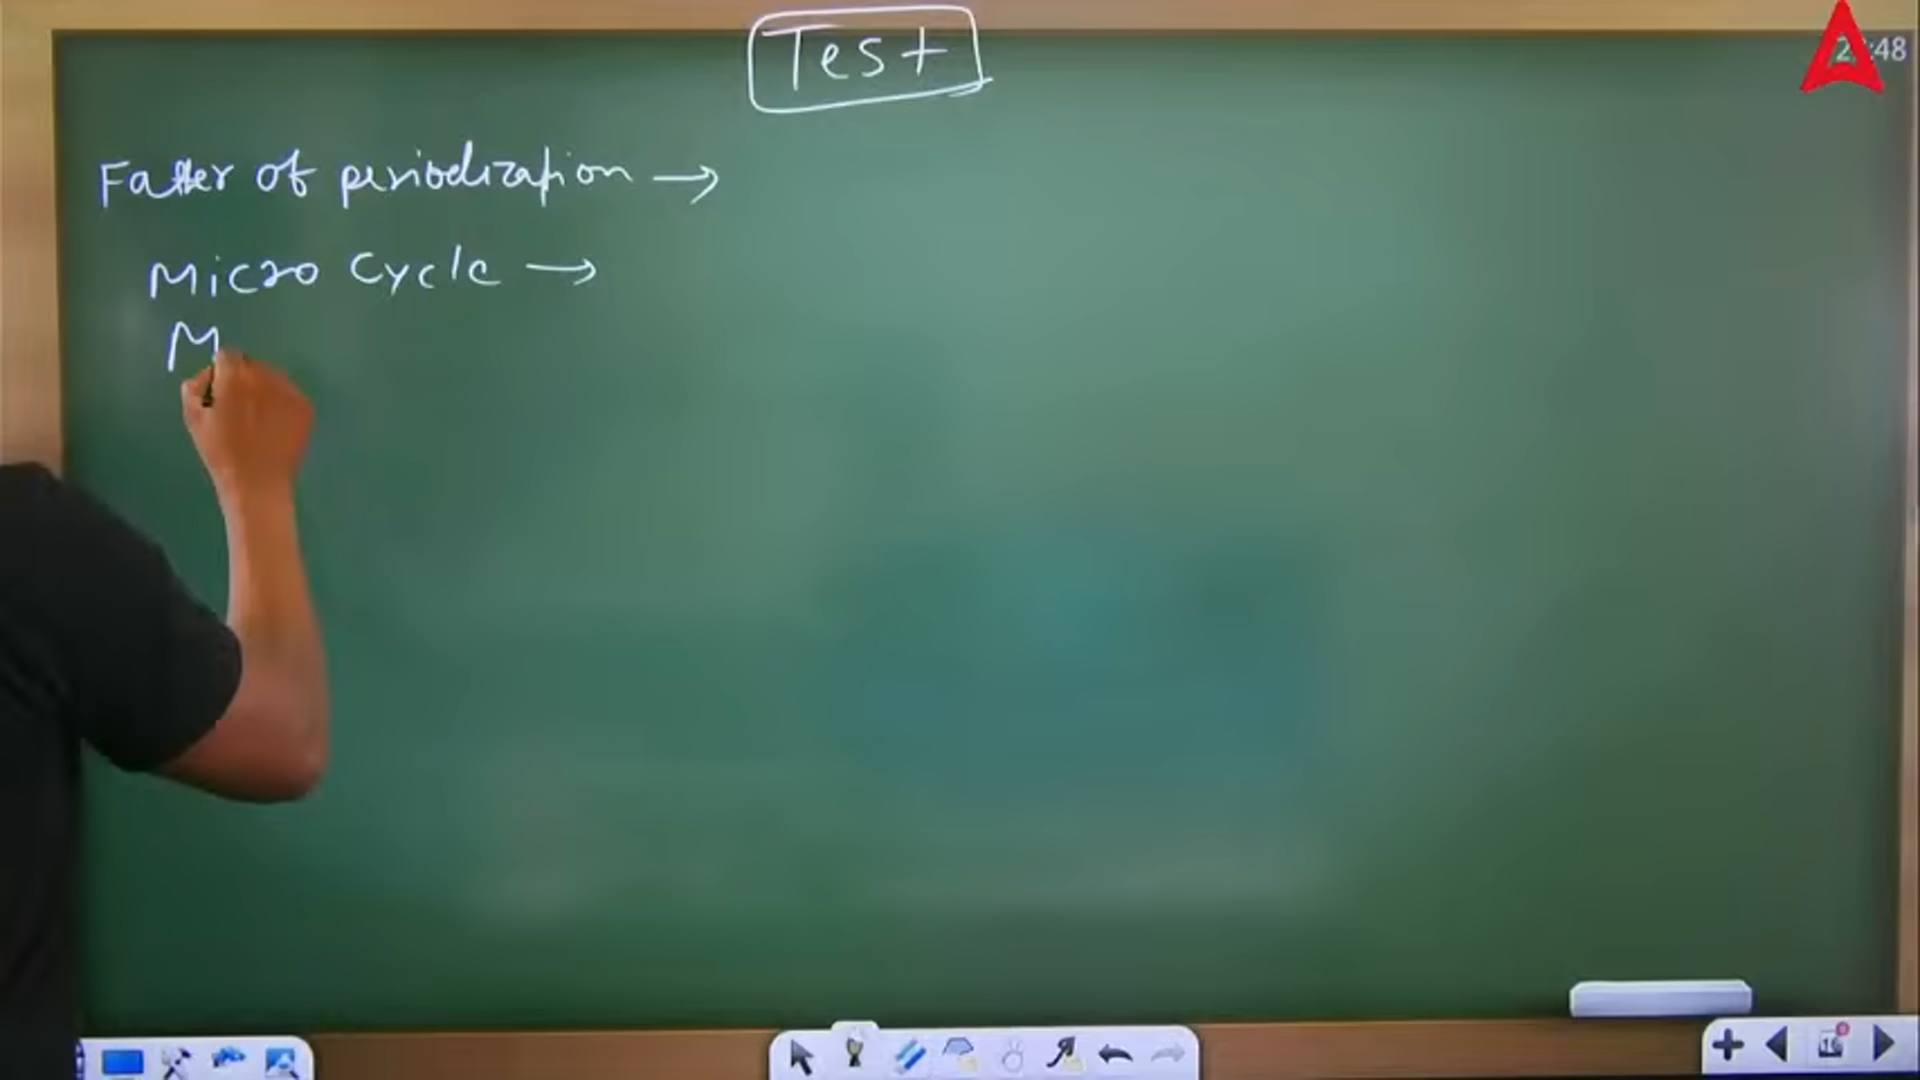 Test
Father of periodization →
Micro Cycle →
M